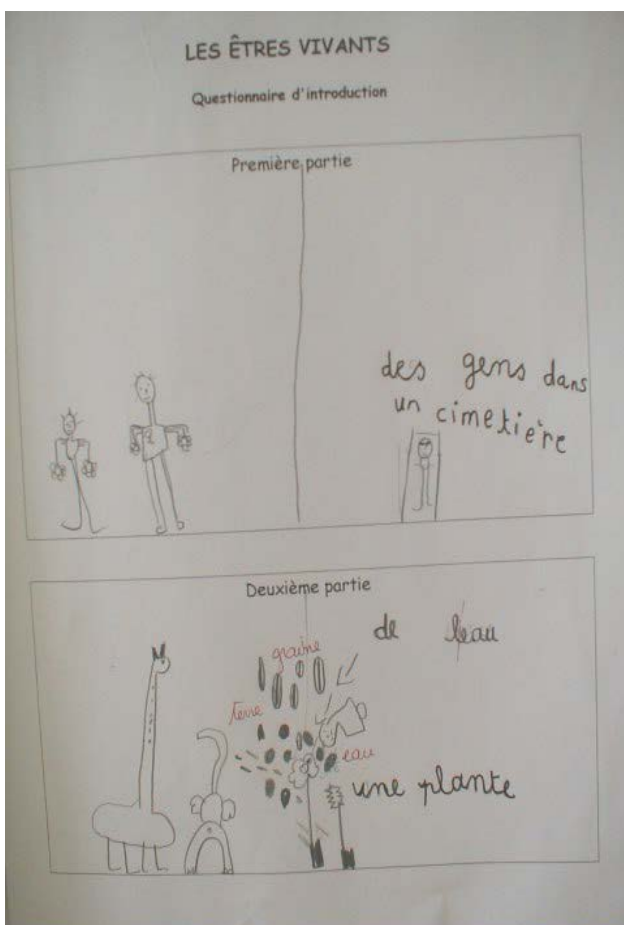 LES ÊTRES VIVANTS
Questionnaire d'introduction
Première partie
des gens dans
un cimetière
Deuxième partie
de l'eau
graine
terre
eau
une plante